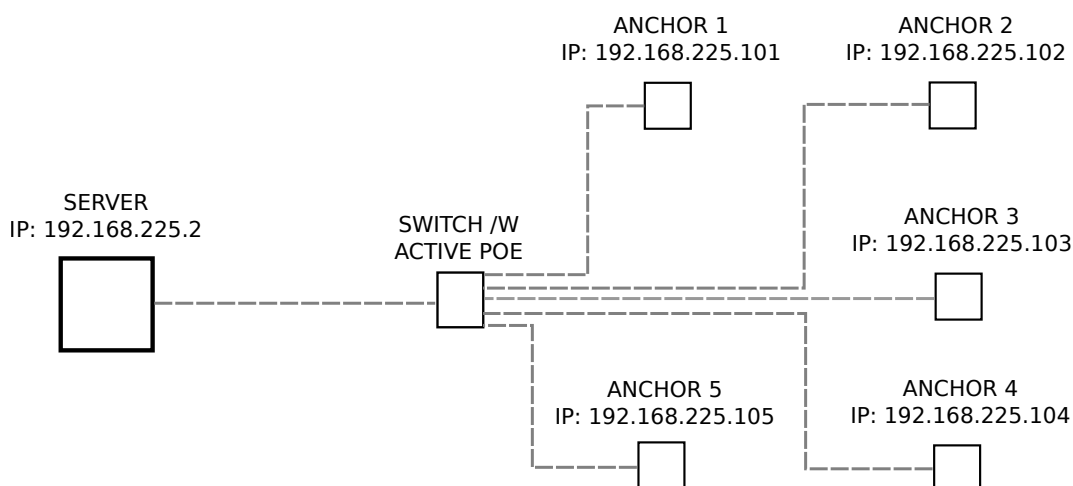 ANCHOR 1
IP: 192.168.225.101
ANCHOR 2
IP: 192.168.225.102
SERVER
IP: 192.168.225.2
SWITCH /W
ACTIVE POE
ANCHOR 3
IP: 192.168.225.103
ANCHOR 5
IP: 192.168.225.105
ANCHOR 4
IP: 192.168.225.104